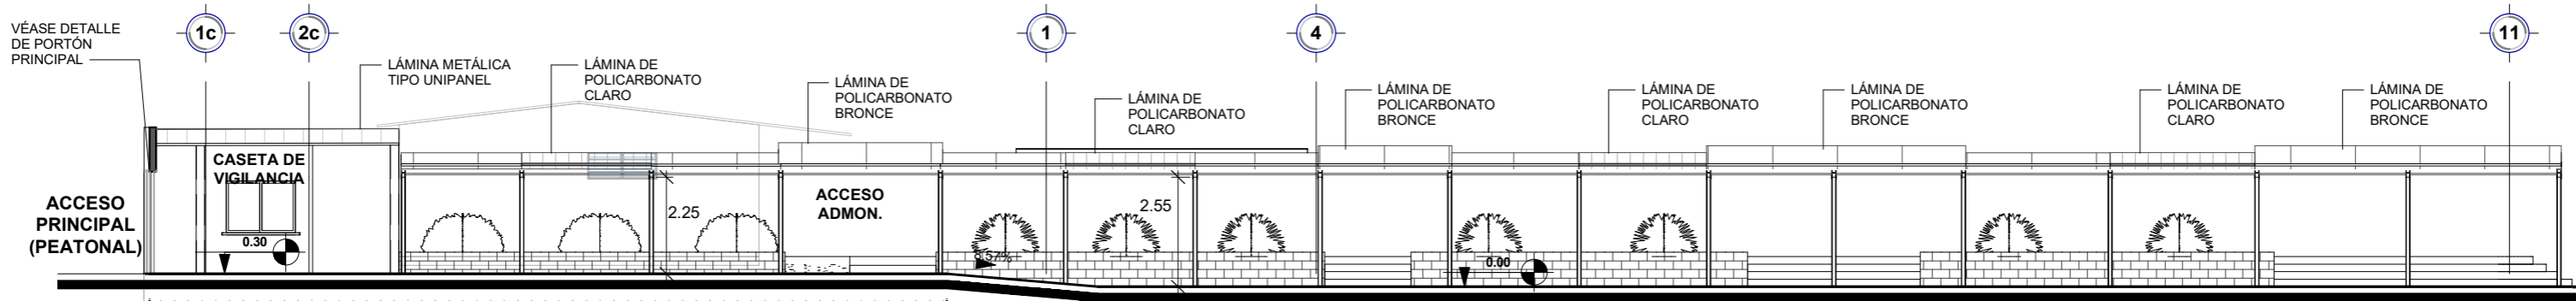 VÉASE DETALLE
DE PORTÓN
PRINCIPAL
1c
2c
1
4
11
LÁMINA METÁLICA
TIPO UNIPANEL
LÁMINA DE
POLICARBONATO
CLARO
LÁMINA DE
POLICARBONATO
BRONCE
LÁMINA DE
POLICARBONATO
CLARO
LÁMINA DE
POLICARBONATO
BRONCE
LÁMINA DE
POLICARBONATO
CLARO
LÁMINA DE
POLICARBONATO
BRONCE
LÁMINA DE
POLICARBONATO
CLARO
LÁMINA DE
POLICARBONATO
BRONCE
CASETA DE
VIGILANCIA
ACCESO
PRINCIPAL
(PEATONAL)
0.30
2.25
ACCESO
ADMON.
8.57%
2.55
0.00